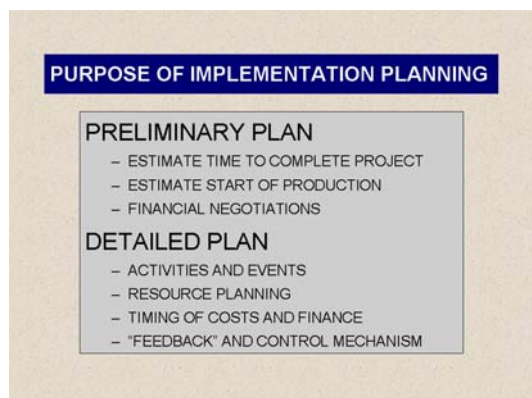 PURPOSE OF IMPLEMENTATION PLANNING
PRELIMINARY PLAN
– ESTIMATE TIME TO COMPLETE PROJECT
– ESTIMATE START OF PRODUCTION
– FINANCIAL NEGOTIATIONS
DETAILED PLAN
– ACTIVITIES AND EVENTS
– RESOURCE PLANNING
– TIMING OF COSTS AND FINANCE
– "FEEDBACK" AND CONTROL MECHANISM